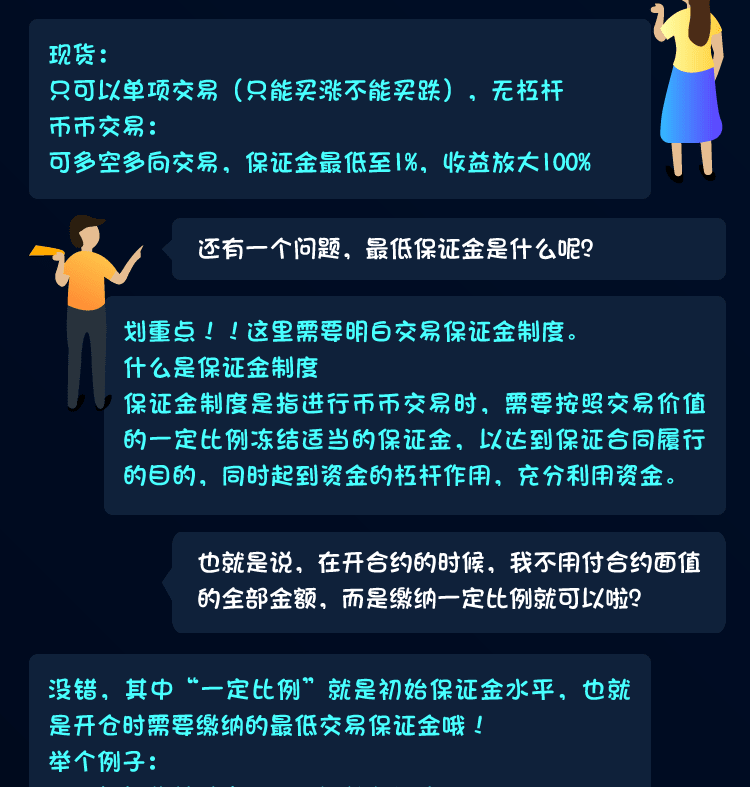 现货：
只可以单项交易（只能买涨不能买跌），无朽杆
币币交易：
可多空多向交易，保证金最低至1%，收益放大100%
还有一个问题，最低保证金是什么呢？
划重点！！这里需要明白交易保证金制度。
什么是保证金制度
保证金制度是指进行币币交易时，需要按照交易价值
的一定比例冻结适当的保证金，以达到保证合同履行
的目的，同时起到资金的杠杆作用，充分利用资金。
也就是说，在开合约的时候，我不用付合约面值
的全部金额，而是缴纳一定比例就可以啦？
没错，其中“一定比例”就是初始保证金水平，也就
是开仓时需要缴纳的最低交易保证金哦！
举个例子：